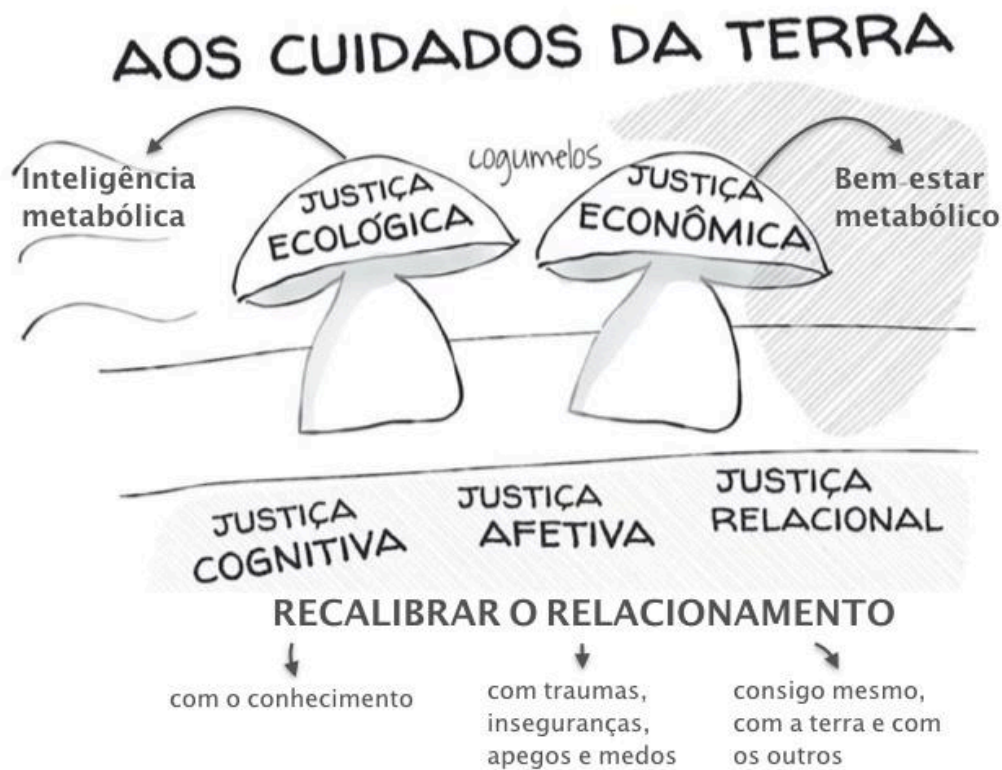 AOS CUIDADOS DA TERRA
Inteligência
metabólica
JUSTIÇA
ECOLÓGICA
cogumelos
JUSTIÇA
ECONÔMICA
Bem-estar
metabólico
JUSTIÇA
COGNITIVA
JUSTIÇA
AFETIVA
JUSTIÇA
RELACIONAL
RECALIBRAR O RELACIONAMENTO
com o conhecimento
com traumas,
inseguranças,
apegos e medos
consigo mesmo,
com a terra e com
os outros